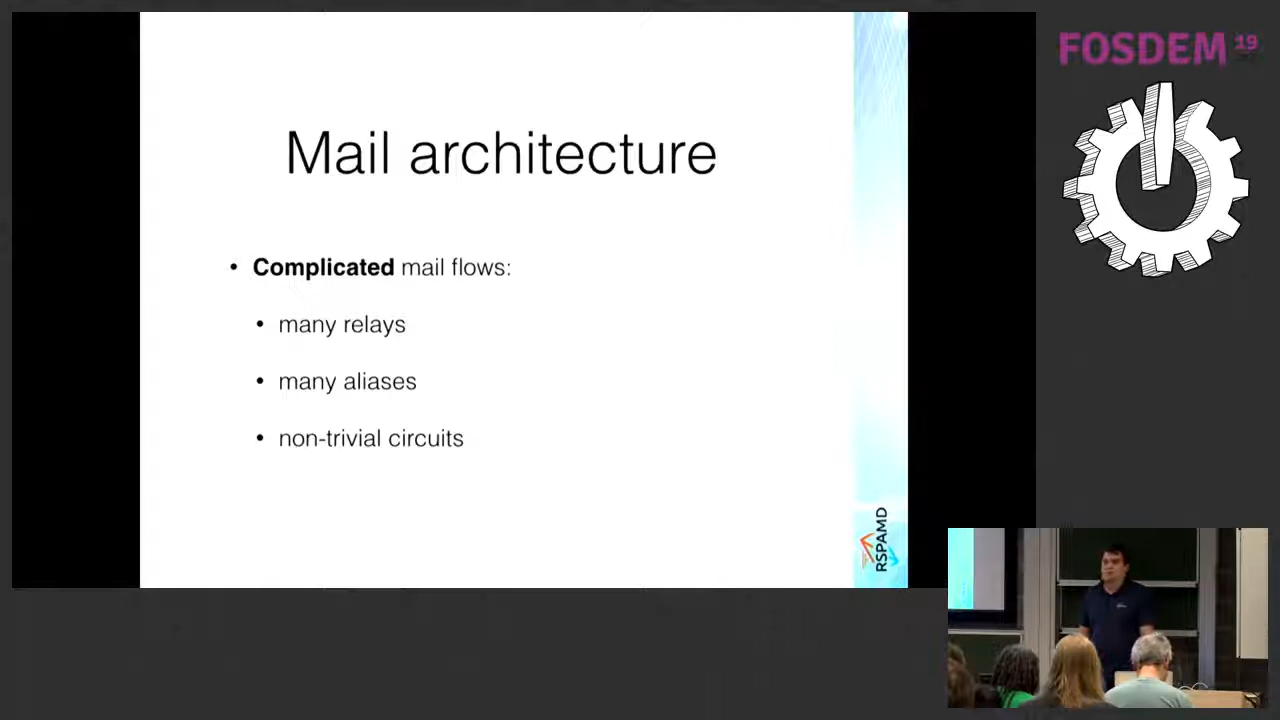 Mail architecture
• Complicated mail flows:
• many relays
• many aliases
• non-trivial circuits
RSPAMD
FOSDEM 19